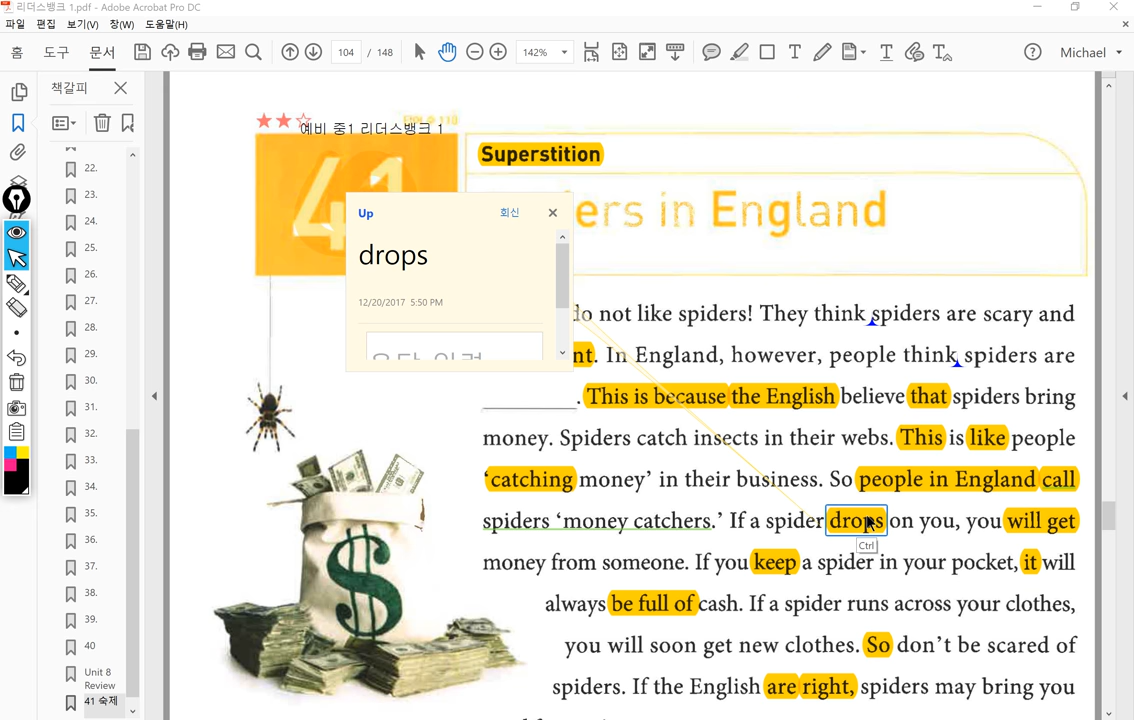 리더스뱅크 1.pdf - Adobe Acrobat Pro DC
파일 편집 보기(V) 창(W) 도움말(H)
홈 도구 문서 104 / 148 142% Michael
책갈피
22.
23.
24.
25.
26.
27.
28.
29.
30.
31.
32.
33.
34.
35.
36.
37.
38.
39.
40
Unit 8
Review
41 숙제
예비 중1 리더스뱅크 1
41
Superstition
ers in England
Up 회신
drops
12/20/2017 5:50 PM
do not like spiders! They think spiders are scary and
nt. In England, however, people think spiders are
. This is because the English believe that spiders bring
money. Spiders catch insects in their webs. This is like people
‘catching money’ in their business. So people in England call
spiders ‘money catchers.’ If a spider drops on you, you will get
Ctrl
money from someone. If you keep a spider in your pocket, it will
always be full of cash. If a spider runs across your clothes,
you will soon get new clothes. So don’t be scared of
spiders. If the English are right, spiders may bring you